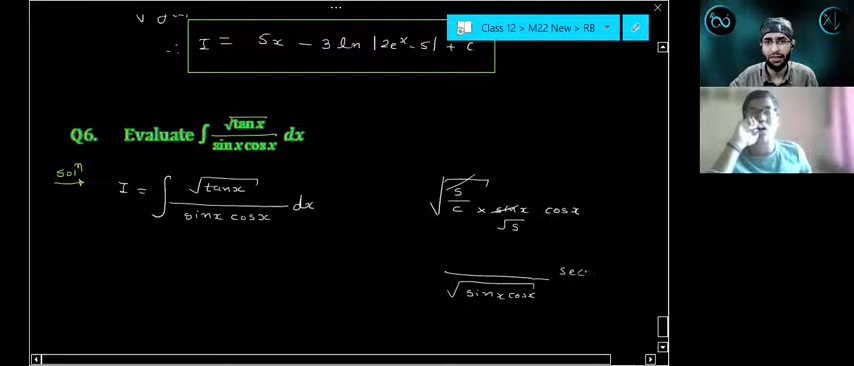 Class 12 > M22 New > RB
∴ I = 5x - 3 ln |2eˣ - 5| + c
Q6. Evaluate ∫ √tan x / sin x cos x dx
solⁿ
I = ∫ √tanx / sinx cosx dx
√s/c × sinx cosx
√s
√sinx cosx
sec